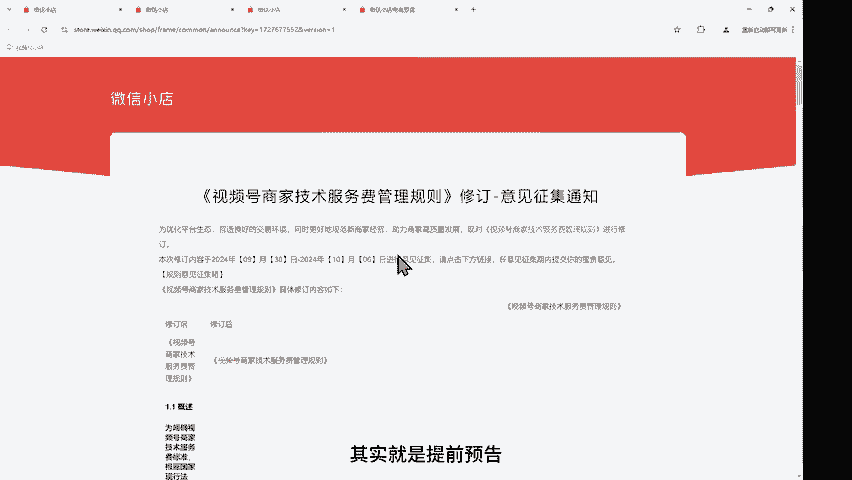 微信小店
微信小店
微信小店
store.weixin.qq.com/shop/frame/common/announce?key=1727677592&version=1
微信小店
《视频号商家技术服务费管理规则》修订-意见征集通知
为优化平台生态,营造良好的交易环境,同时更好地规范新商家经营,助力商家高质量发展,现对《视频号商家技术服务费管理规则》进行修
订。
本次修订内容于2024年【09】月【30】日-2024年【10】月【06】日进行意见征集,请点击下方链接,在意见征集期内提交你的宝贵意见。
【规则意见征集箱】
《视频号商家技术服务费管理规则》具体修订内容如下:
《视频号商家技术服务费管理规则》
修订前 修订后
《视频号
商家技术
服务费管
理规则》
《视频号商家技术服务费管理规则》
1.1 概述
为明确视
频号商家
技术服务
费标准,
根据国家
现行法
其实就是提前预告